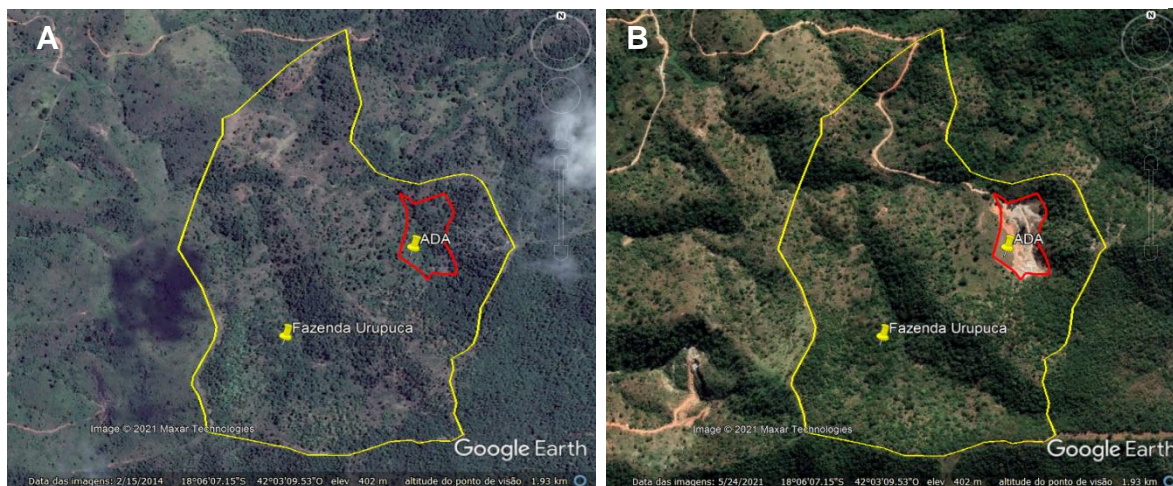 A
N
ADA
Fazenda Urupuca
Image © 2021 Maxar Technologies
Google Earth
Data das imagens: 2/15/2014 18°06'07.15"S 42°03'09.53"O elev 402 m altitude do ponto de visão 1.93 km
B
N
ADA
Fazenda Urupuca
Image © 2021 Maxar Technologies
Google Earth
Data das imagens: 5/24/2021 18°06'07.15"S 42°03'09.53"O elev 402 m altitude do ponto de visão 1.93 km